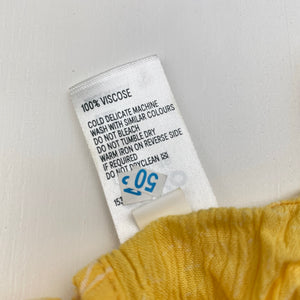 100% VISCOSE
COLD DELICATE MACHINE
WASH WITH SIMILAR COLOURS
DO NOT BLEACH
DO NOT TUMBLE DRY
WARM IRON ON REVERSE SIDE
IF REQUIRED
DO NOT DRYCLEAN
50